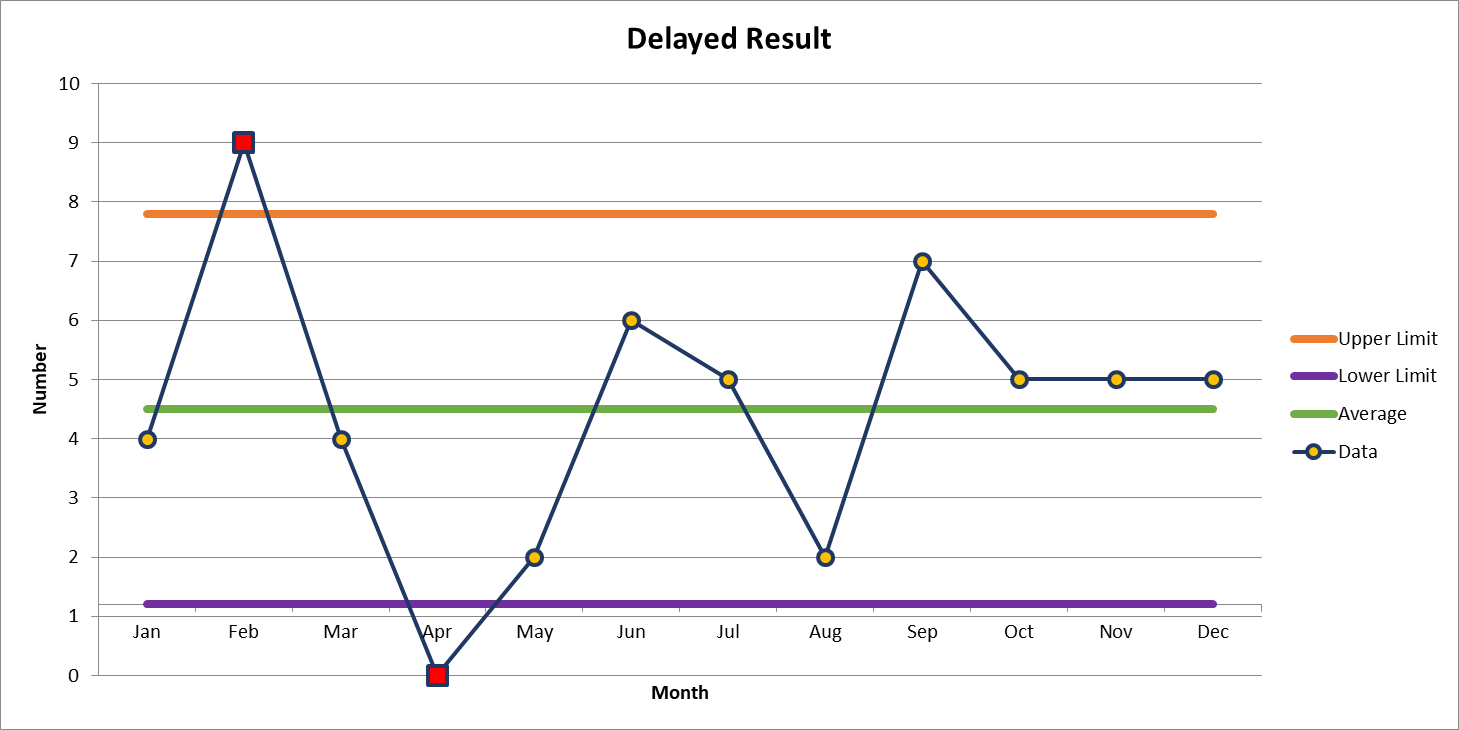 Delayed Result
10
9
8
7
6
5
4
3
2
1
0
Number
Jan Feb Mar Apr May Jun Jul Aug Sep Oct Nov Dec
Month
Upper Limit
Lower Limit
Average
Data